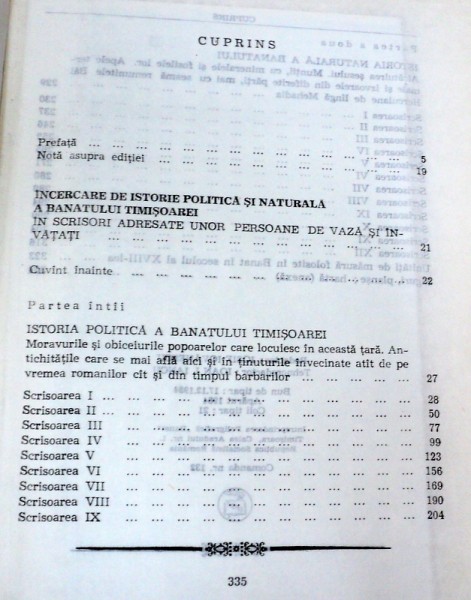 CUPRINS
Prefață ... 5
Notă asupra ediției ... 19
INCERCARE DE ISTORIE POLITICĂ ȘI NATURALĂ
A BANATULUI TIMIȘOAREI
IN SCRISORI ADRESATE UNOR PERSOANE DE VAZĂ ȘI IN-
VĂȚAȚI ... 21
Cuvînt înainte ... 22
Partea întîi
ISTORIA POLITICĂ A BANATULUI TIMIȘOAREI
Moravurile și obiceiurile popoarelor care locuiesc în această țară. An-
tichitățile care se mai află aici și în ținuturile învecinate atît de pe
vremea romanilor cît și din timpul barbarilor ... 27
Scrisoarea I ... 28
Scrisoarea II ... 50
Scrisoarea III ... 77
Scrisoarea IV ... 99
Scrisoarea V ... 123
Scrisoarea VI ... 156
Scrisoarea VII ... 169
Scrisoarea VIII ... 190
Scrisoarea IX ... 204
335